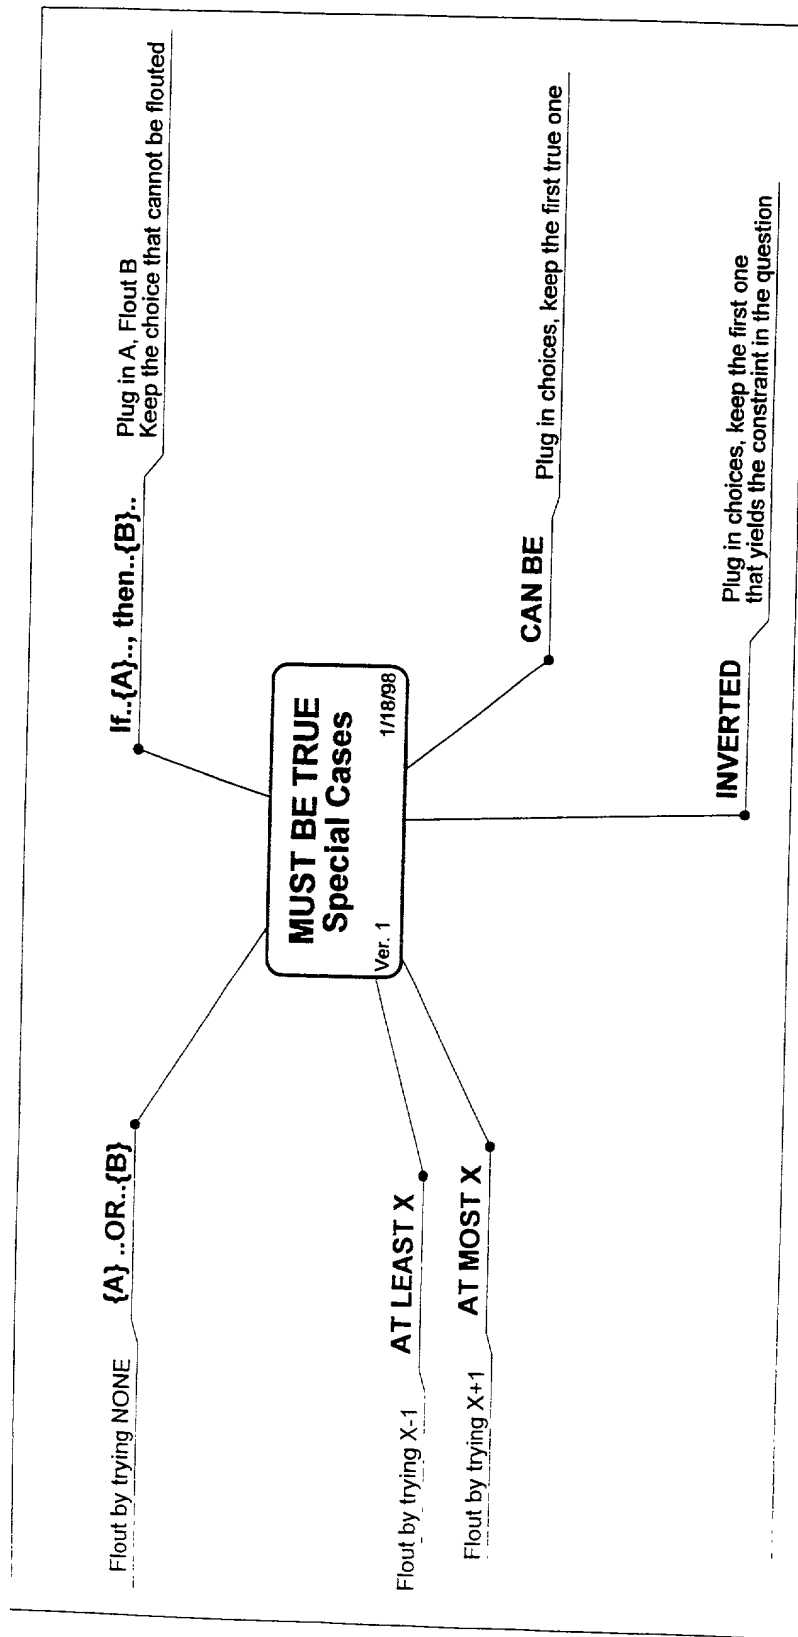 MUST BE TRUE
Special Cases
Ver. 1 1/18/98
If..{A}.., then..{B}..
Plug in A, Flout B
Keep the choice that cannot be flouted
CAN BE
Plug in choices, keep the first true one
INVERTED
Plug in choices, keep the first one
that yields the constraint in the question
{A} ..OR..{B}
Flout by trying NONE
AT LEAST X
Flout by trying X-1
AT MOST X
Flout by trying X+1